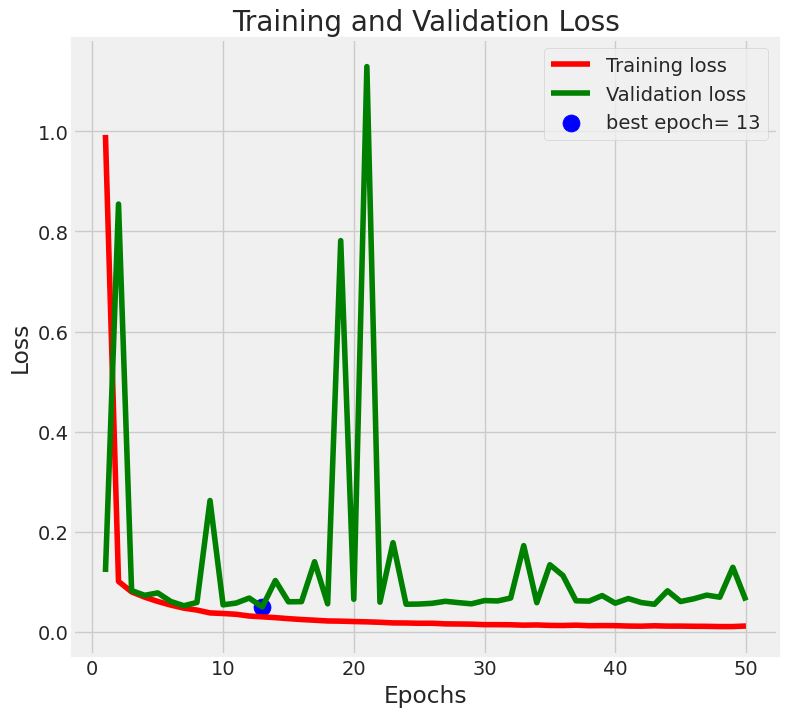 Training and Validation Loss
Training loss
Validation loss
best epoch= 13
1.0
0.8
0.6
0.4
0.2
0.0
Loss
0 10 20 30 40 50
Epochs